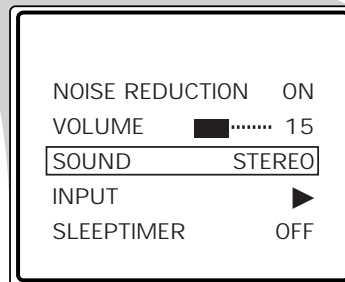 NOISE REDUCTION ON
VOLUME 15
SOUND STEREO
INPUT
SLEEPTIMER OFF